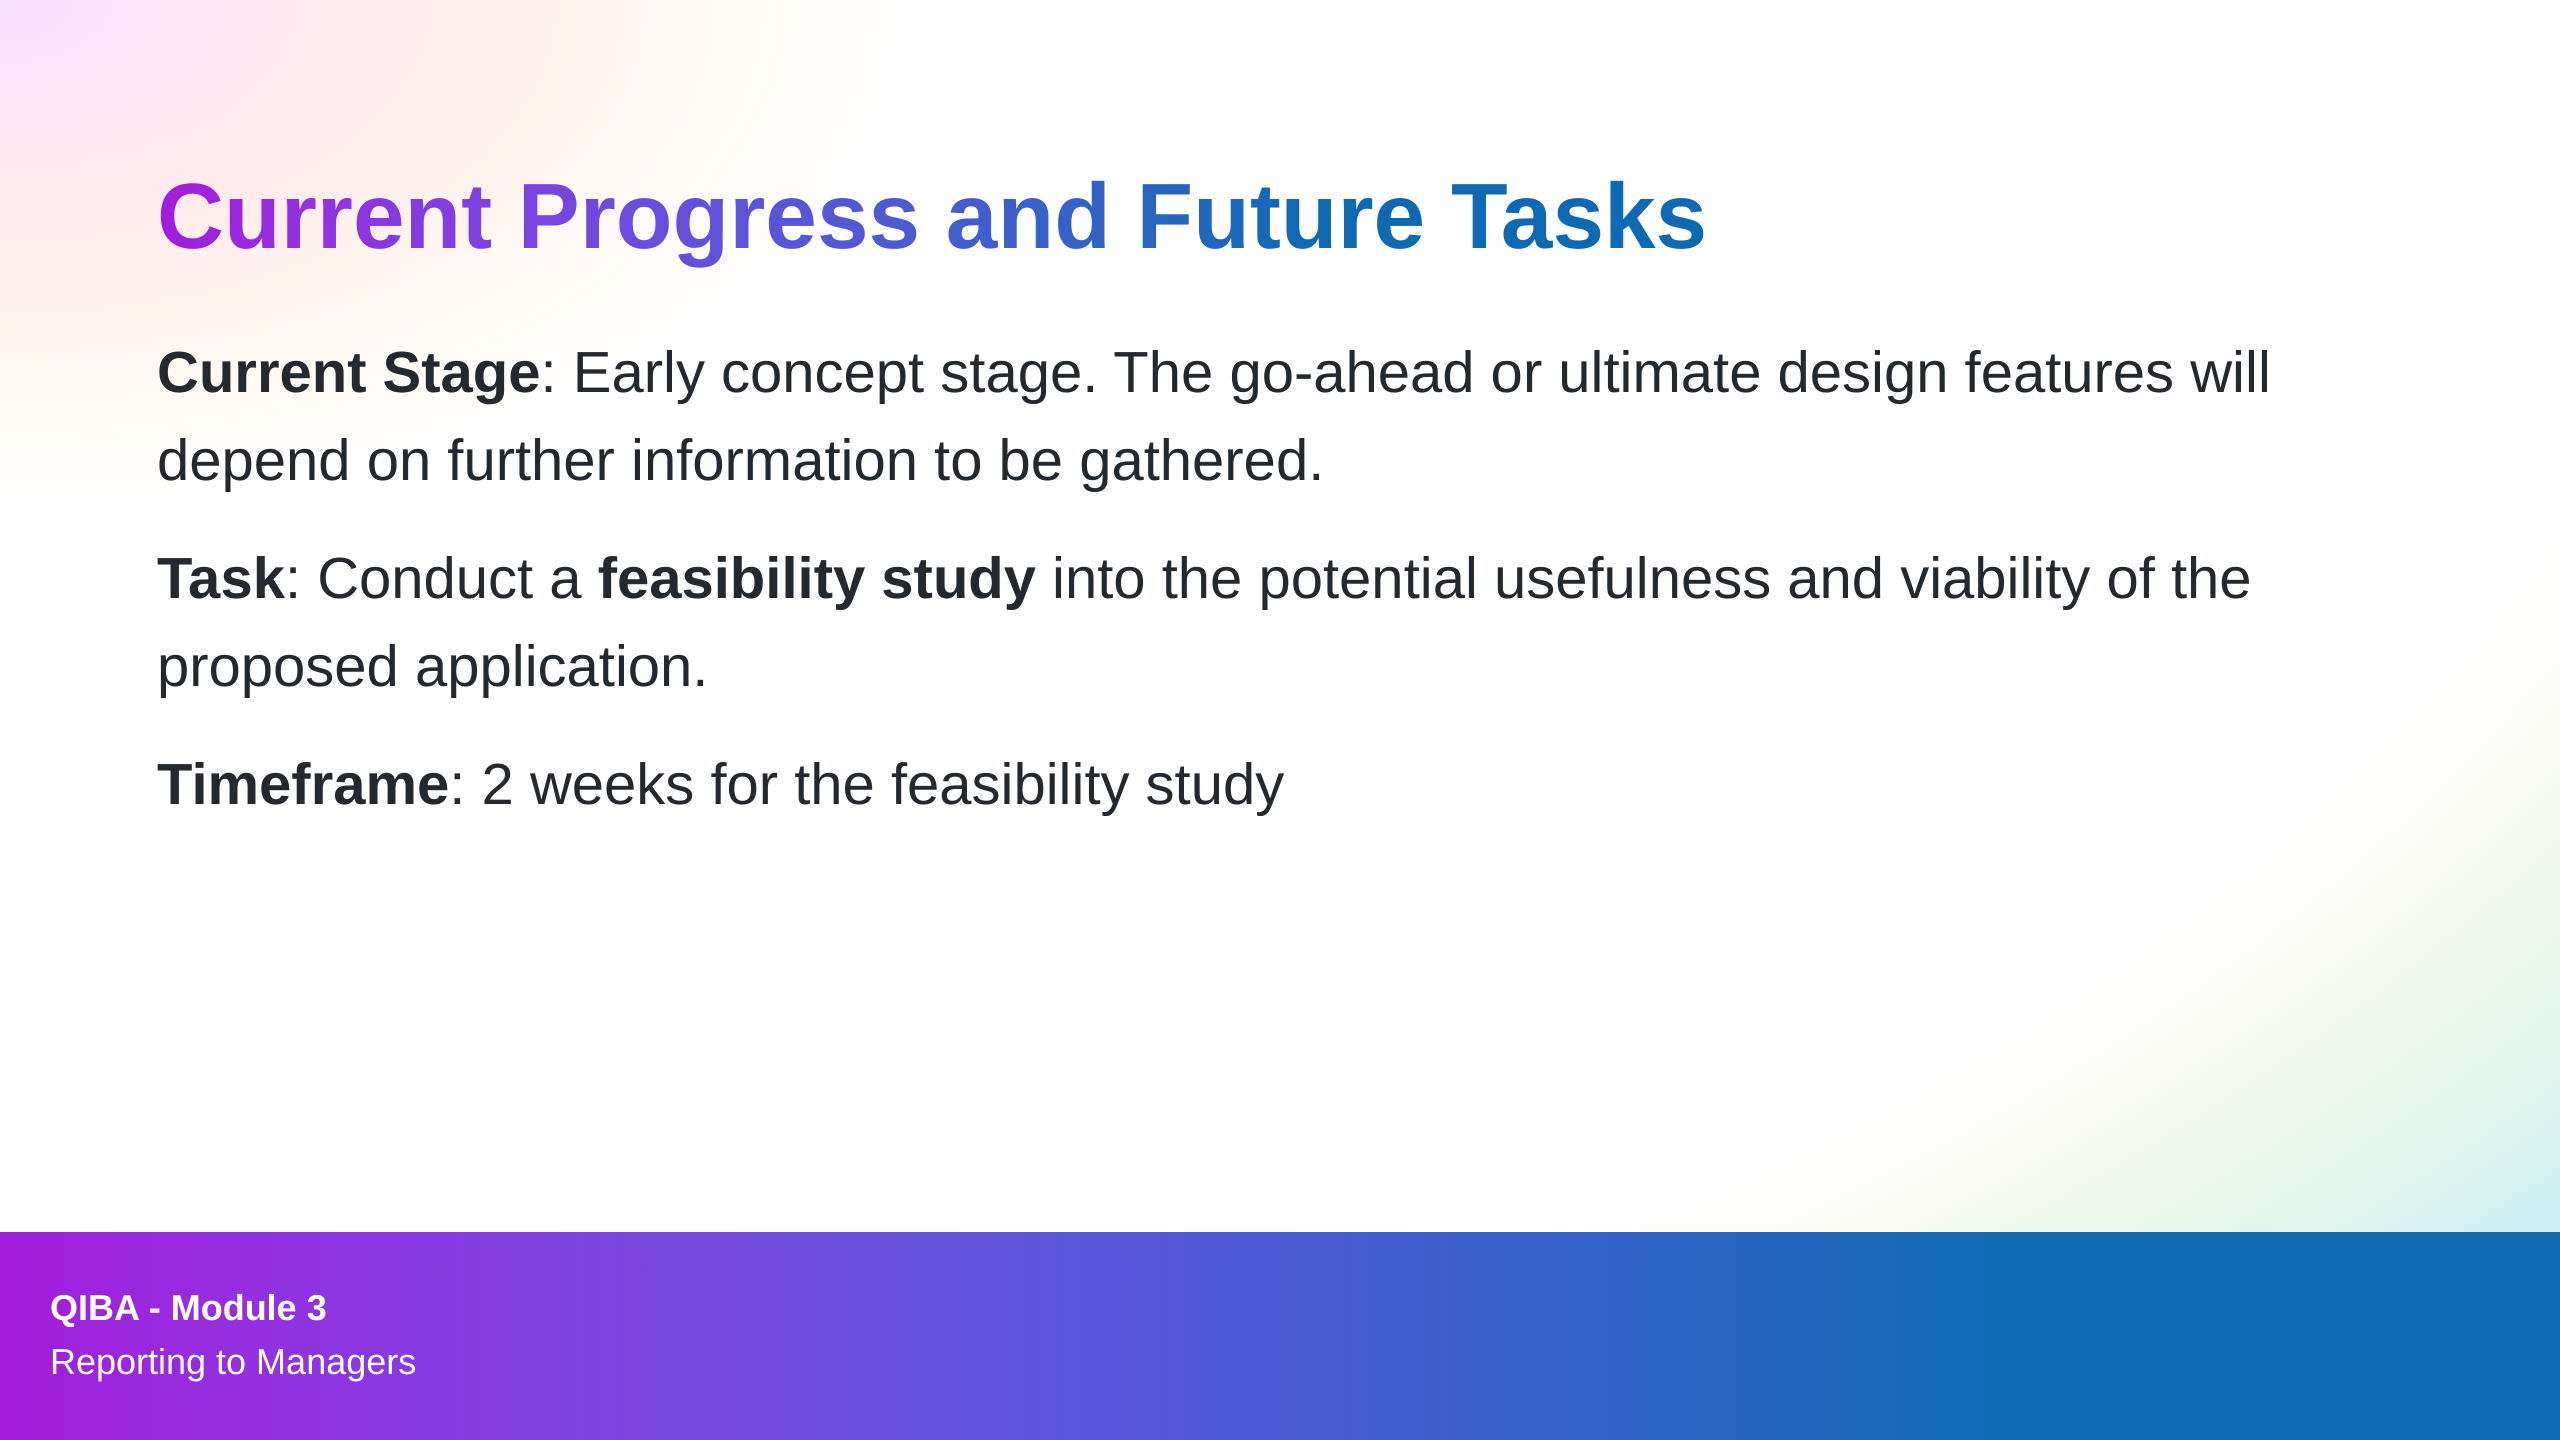 Current Progress and Future Tasks
Current Stage: Early concept stage. The go-ahead or ultimate design features will
depend on further information to be gathered.
Task: Conduct a feasibility study into the potential usefulness and viability of the
proposed application.
Timeframe: 2 weeks for the feasibility study
QIBA - Module 3
Reporting to Managers